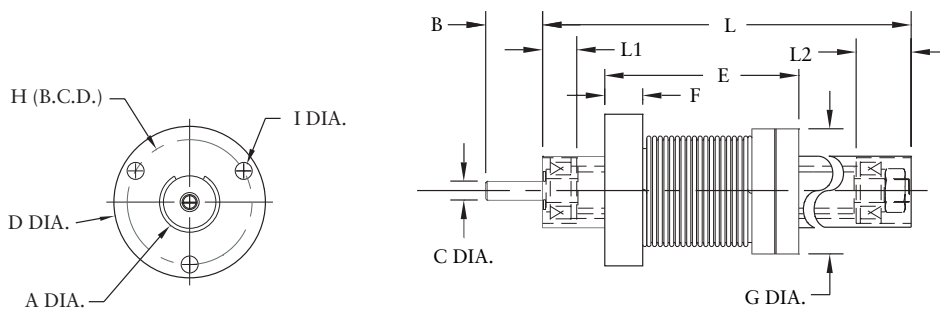 H (B.C.D.)
I DIA.
D DIA.
A DIA.
B
L
L1
L2
E
F
C DIA.
G DIA.